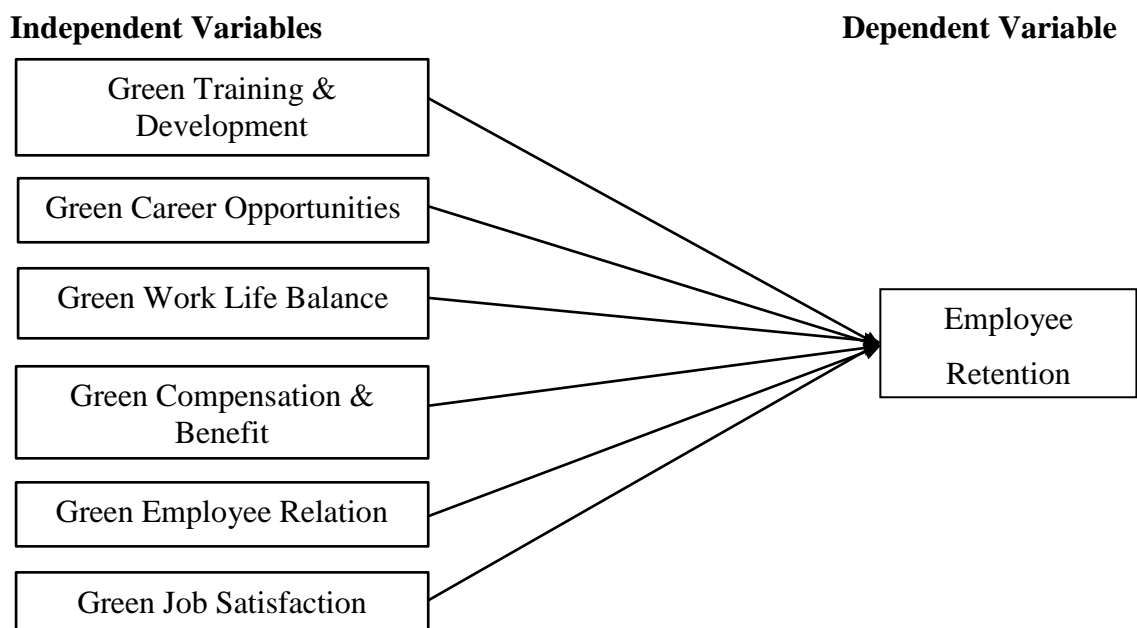 Independent Variables
Dependent Variable
Green Training &
Development
Green Career Opportunities
Green Work Life Balance
Green Compensation &
Benefit
Green Employee Relation
Green Job Satisfaction
Employee
Retention